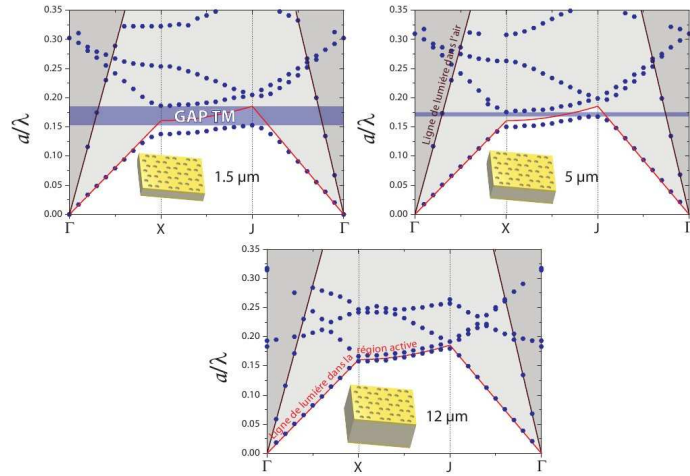 0.35
0.30
0.25
0.20
0.15
0.10
0.05
0.00
a/λ
GAP TM
1.5 µm
Γ
X
J
Γ
0.35
0.30
0.25
0.20
0.15
0.10
0.05
0.00
a/λ
Ligne de lumière dans l'air
5 µm
Γ
X
J
Γ
0.35
0.30
0.25
0.20
0.15
0.10
0.05
0.00
a/λ
Ligne de lumière dans la région active
12 µm
Γ
X
J
Γ